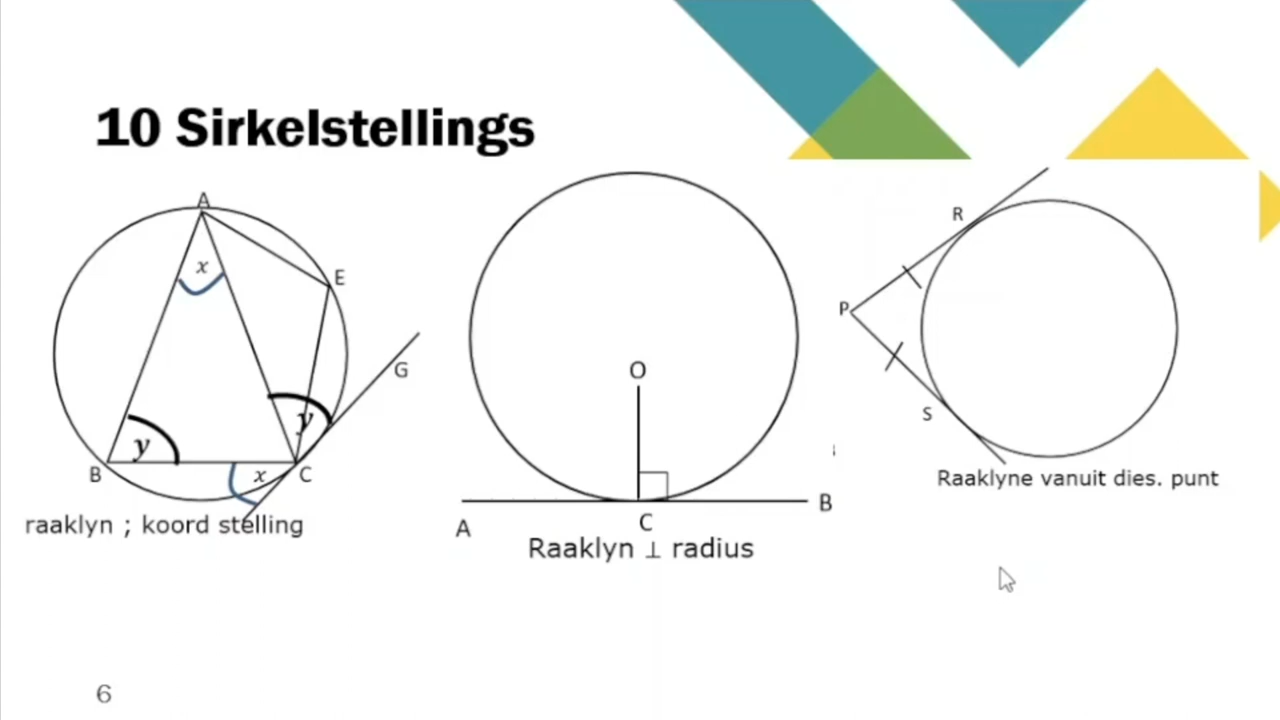 10 Sirkelstellings
A
x
E
G
y
y
B
x
C
raaklyn ; koord stelling
O
A
C
B
Raaklyn ⊥ radius
R
P
S
Raaklyne vanuit dies. punt
6